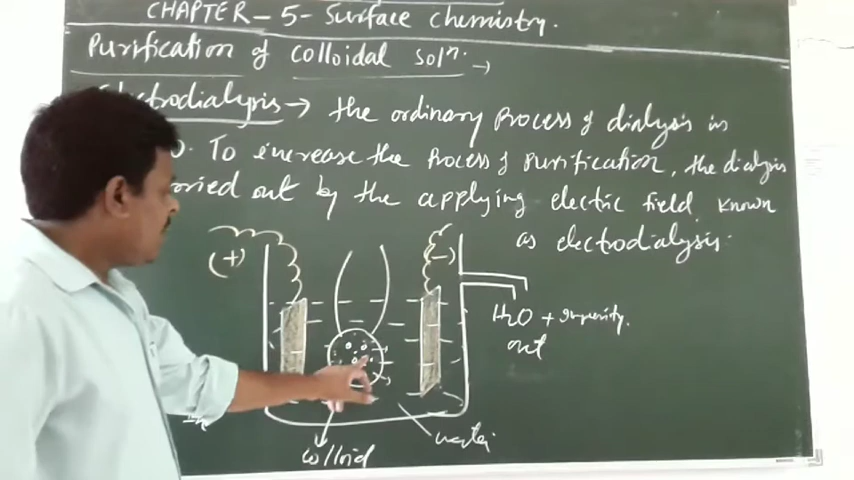 CHAPTER - 5 - Surface chemistry.
Purification of colloidal soln. →
Electrodialysis → the ordinary process of dialysis is
To increase the process of purification, the dialysis
carried out by the applying electric field, known
as electrodialysis.
(+) (-)
H2O + Impurity.
out
water
colloid